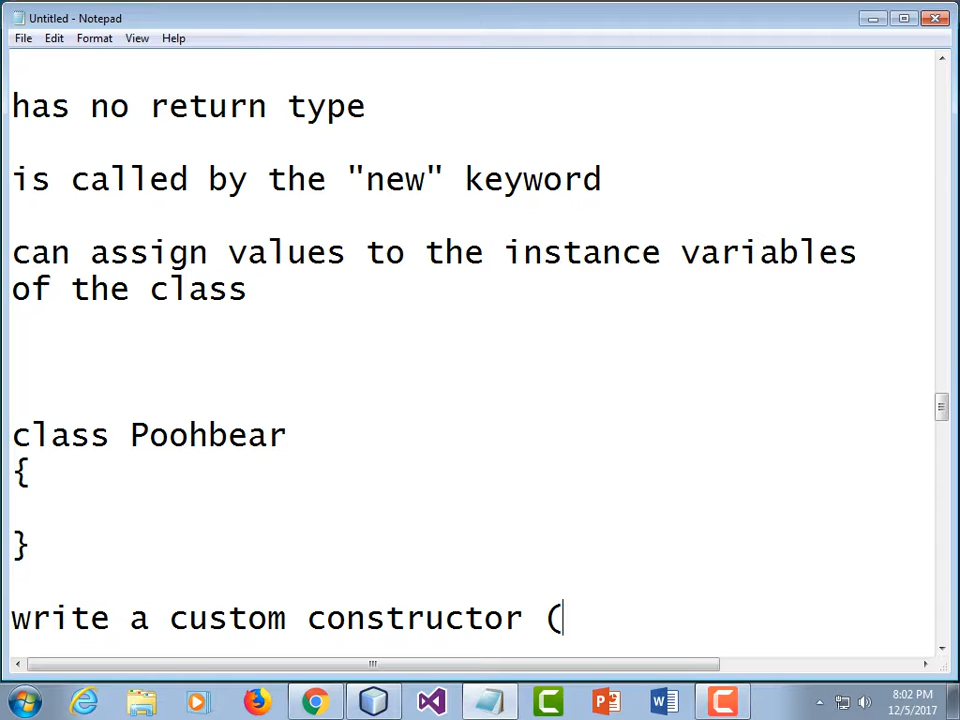 Untitled - Notepad
File Edit Format View Help
has no return type
is called by the "new" keyword
can assign values to the instance variables
of the class
class Poohbear
{
}
write a custom constructor (
8:02 PM
12/5/2017